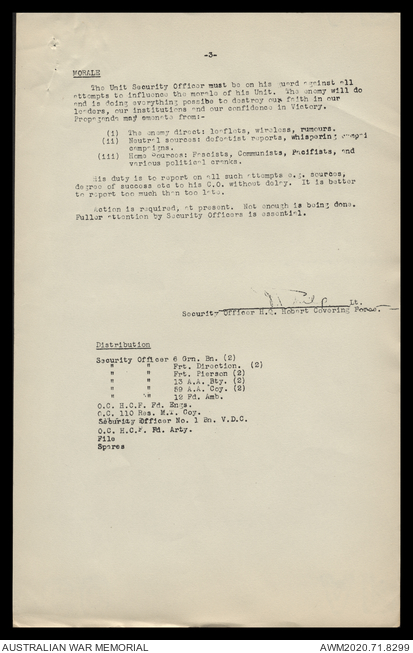 -3-
MORALE
The Unit Security Officer must be on his guard against all
attempts to influence the morale of his Unit. The enemy will do
and is doing everything possibe to destroy our faith in our
leaders, our institutions and our confidence in Victory.
Propaganda may emanate from:-
(i) The enemy direct: leaflets, wireless, rumours.
(ii) Neutral sources: defeatist reports, whispering
campaigns.
(iii) Home Sources: Fascists, Communists, Pacifists, and
various political cranks.
His duty is to report on all such attempts e.g. sources,
degree of success etc to his C.O. without delay. It is better
to report too much than too late.
Action is required, at present. Not enough is being done.
Fuller attention by Security Officers is essential.
Lt.
Security Officer H.Q. Hobart Covering Force.
Distribution
Security Officer 6 Grn. Bn. (2)
" " Frt. Direction. (2)
" " Frt. Pierson (2)
" " 13 A.A. Bty. (2)
" " 59 A.A. Coy. (2)
" " 12 Fd. Amb.
O.C. H.C.F. Fd. Engs.
O.C. 110 Res. M.T. Coy.
Security Officer No. 1 Bn. V.D.C.
O.C. H.C.F. Fd. Arty.
File
Spares
AUSTRALIAN WAR MEMORIAL
AWM2020.71.8299